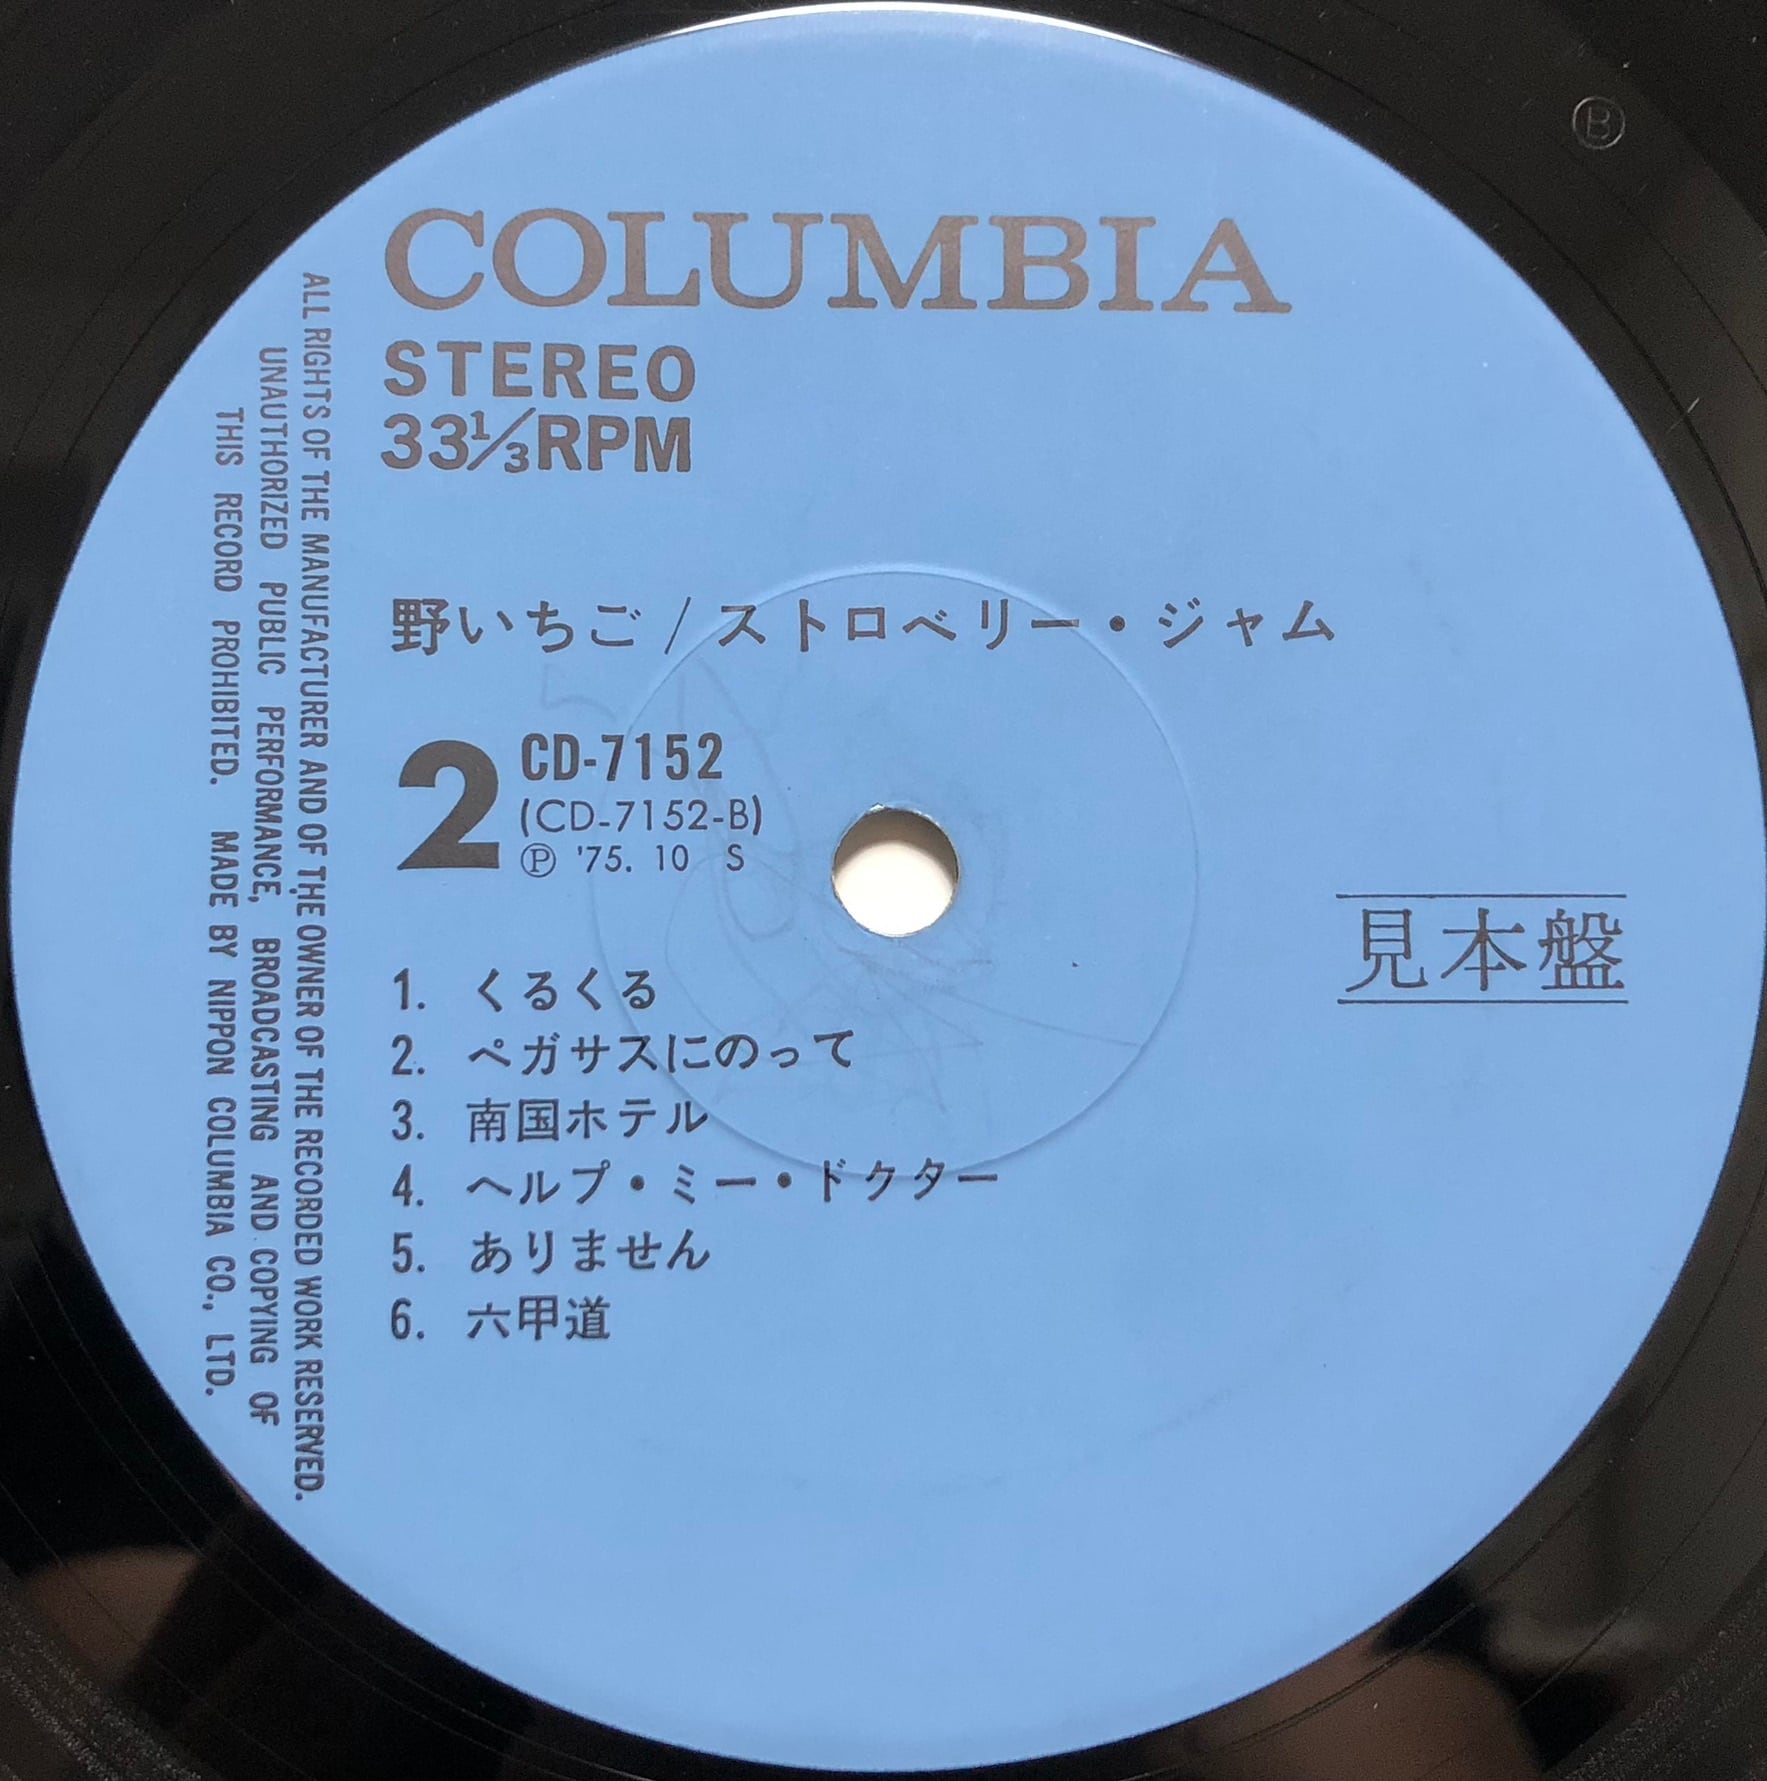 COLUMBIA
STEREO
33⅓RPM
野いちご/ストロベリー・ジャム
2
CD-7152
(CD-7152-B)
Ⓟ '75. 10 S
見本盤
1. くるくる
2. ペガサスにのって
3. 南国ホテル
4. ヘルプ・ミー・ドクター
5. ありません
6. 六甲道
ALL RIGHTS OF THE MANUFACTURER AND OF THE OWNER OF THE RECORDED WORK RESERVED.
UNAUTHORIZED PUBLIC PERFORMANCE, BROADCASTING AND COPYING OF
THIS RECORD PROHIBITED. MADE BY NIPPON COLUMBIA CO., LTD.
Ⓑ